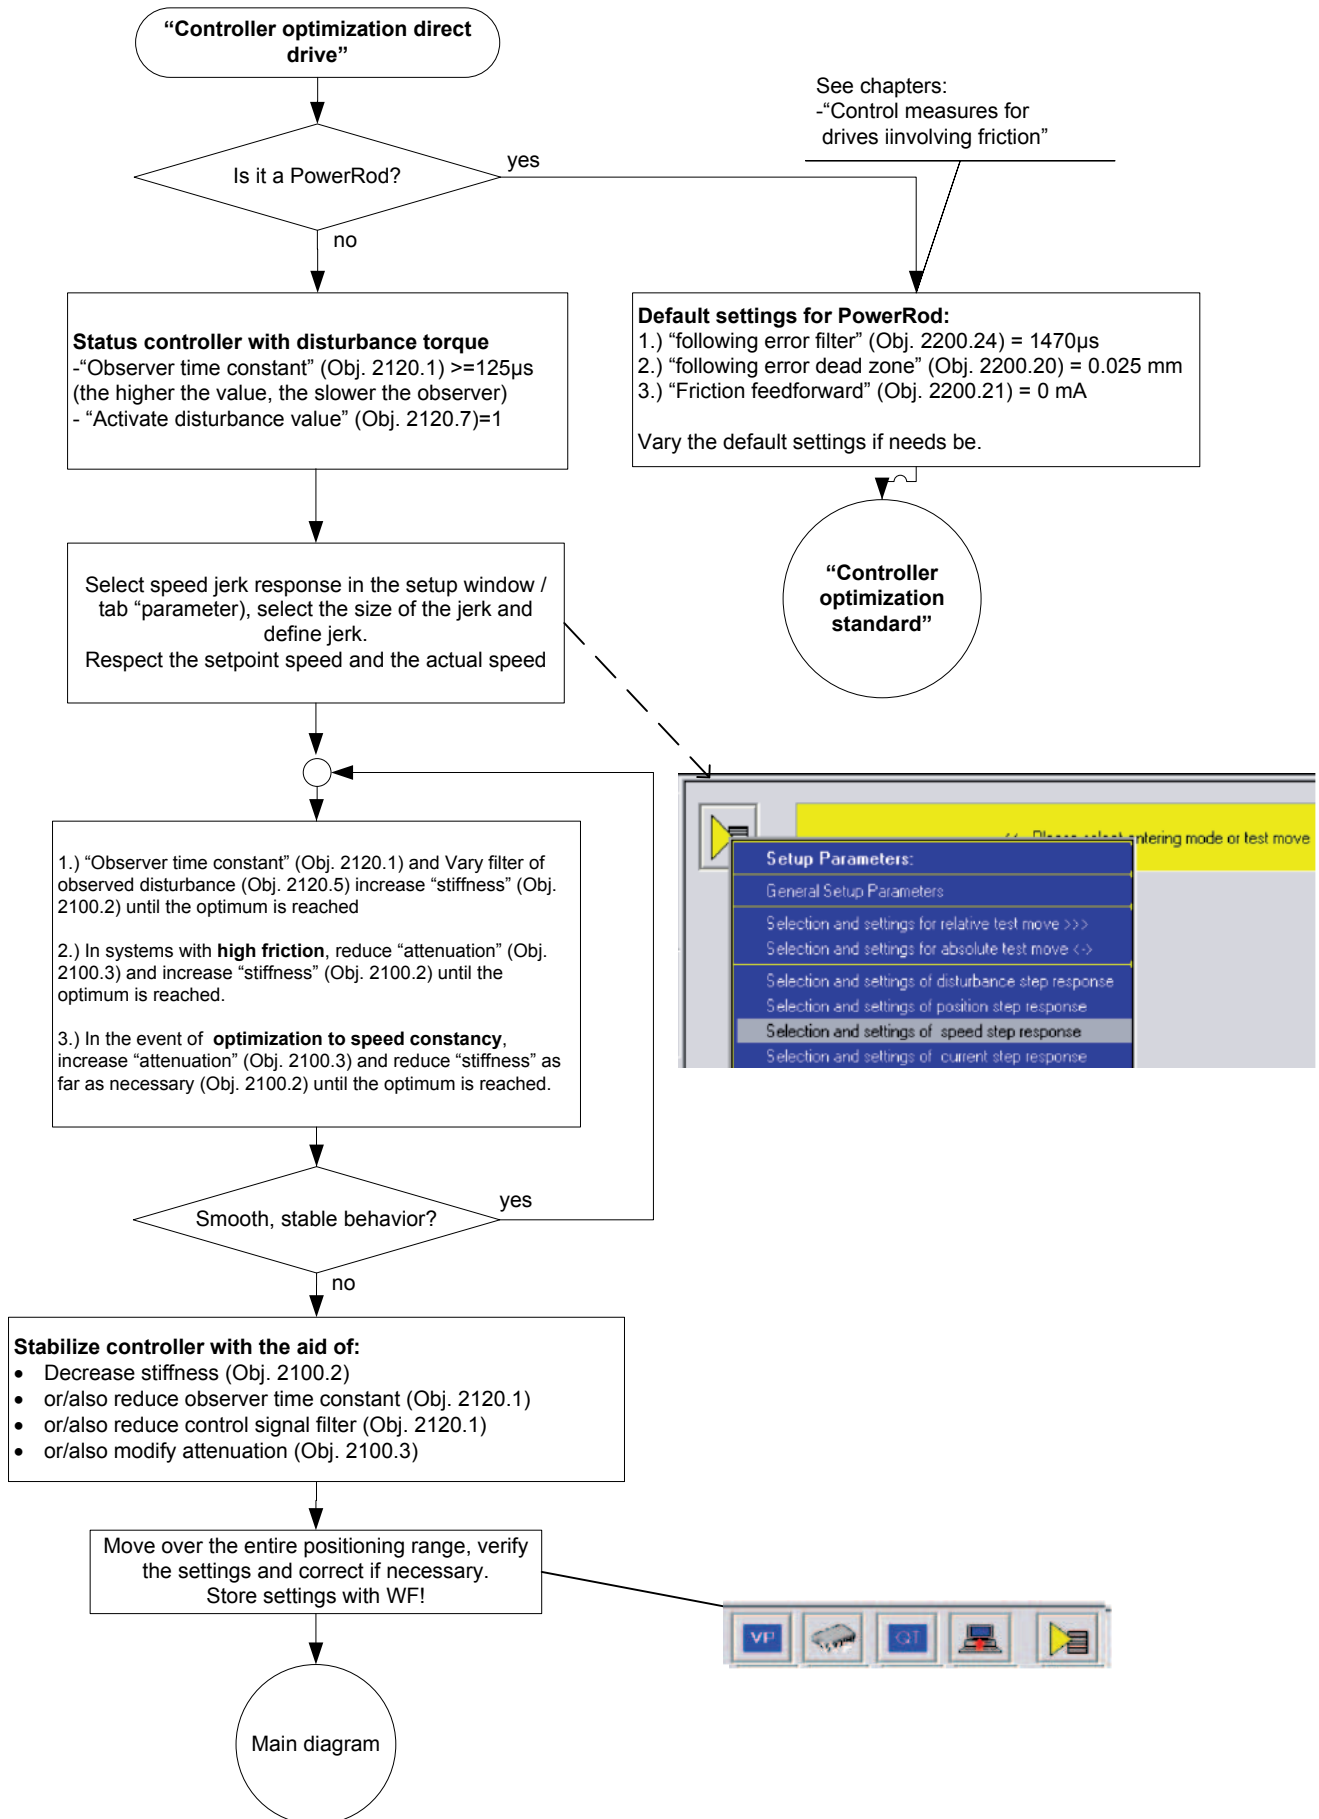 “Controller optimization direct
drive”
See chapters:
-“Control measures for
drives iinvolving friction”
Is it a PowerRod?
yes
no
Status controller with disturbance torque
-“Observer time constant” (Obj. 2120.1) >=125µs
(the higher the value, the slower the observer)
- “Activate disturbance value” (Obj. 2120.7)=1
Default settings for PowerRod:
1.) “following error filter” (Obj. 2200.24) = 1470µs
2.) “following error dead zone” (Obj. 2200.20) = 0.025 mm
3.) “Friction feedforward” (Obj. 2200.21) = 0 mA
Vary the default settings if needs be.
“Controller
optimization
standard”
Select speed jerk response in the setup window /
tab “parameter), select the size of the jerk and
define jerk.
Respect the setpoint speed and the actual speed
1.) “Observer time constant” (Obj. 2120.1) and Vary filter of
observed disturbance (Obj. 2120.5) increase “stiffness” (Obj.
2100.2) until the optimum is reached
2.) In systems with high friction, reduce “attenuation” (Obj.
2100.3) and increase “stiffness” (Obj. 2100.2) until the
optimum is reached.
3.) In the event of optimization to speed constancy,
increase “attenuation” (Obj. 2100.3) and reduce “stiffness” as
far as necessary (Obj. 2100.2) until the optimum is reached.
entering mode or test move
Setup Parameters:
General Setup Parameters
Selection and settings for relative test move >>>
Selection and settings for absolute test move <->
Selection and settings of disturbance step response
Selection and settings of position step response
Selection and settings of speed step response
Selection and settings of current step response
Smooth, stable behavior?
yes
no
Stabilize controller with the aid of:
• Decrease stiffness (Obj. 2100.2)
• or/also reduce observer time constant (Obj. 2120.1)
• or/also reduce control signal filter (Obj. 2120.1)
• or/also modify attenuation (Obj. 2100.3)
Move over the entire positioning range, verify
the settings and correct if necessary.
Store settings with WF!
VP
QT
Main diagram